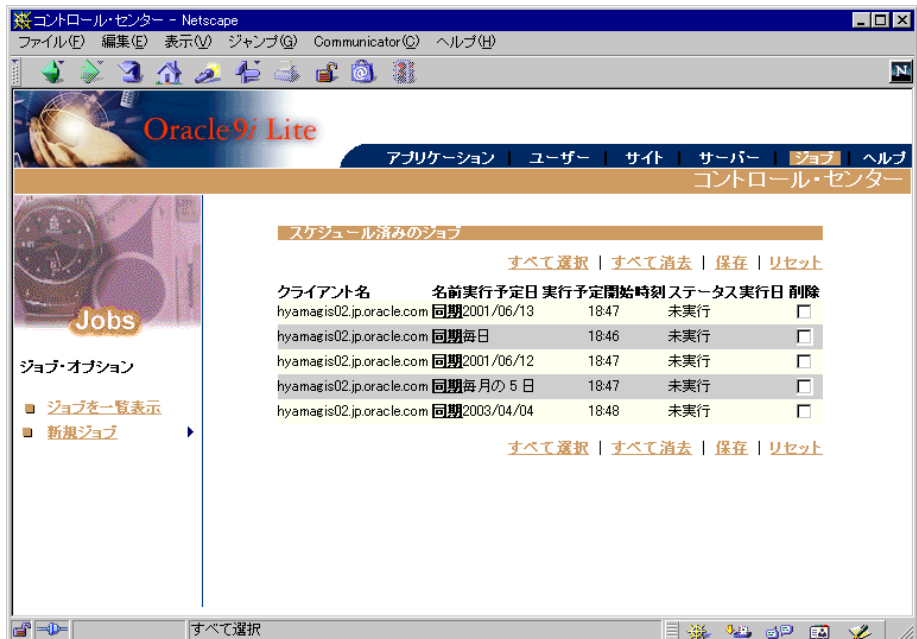 コントロール・センター - Netscape
ファイル(F) 編集(E) 表示(V) ジャンプ(G) Communicator(C) ヘルプ(H)
N
Oracle9i Lite
アプリケーション ユーザー サイト サーバー ジョブ ヘルプ
コントロール・センター
Jobs
ジョブ・オプション
ジョブを一覧表示
新規ジョブ
スケジュール済みのジョブ
すべて選択 | すべて消去 | 保存 | リセット
クライアント名 名前 実行予定日 実行予定開始時刻 ステータス 実行日 削除
hyamagis02.jp.oracle.com 同期 2001/06/13 18:47 未実行
hyamagis02.jp.oracle.com 同期 毎日 18:46 未実行
hyamagis02.jp.oracle.com 同期 2001/06/12 18:47 未実行
hyamagis02.jp.oracle.com 同期 毎月の 5 日 18:47 未実行
hyamagis02.jp.oracle.com 同期 2003/04/04 18:48 未実行
すべて選択 | すべて消去 | 保存 | リセット
すべて選択